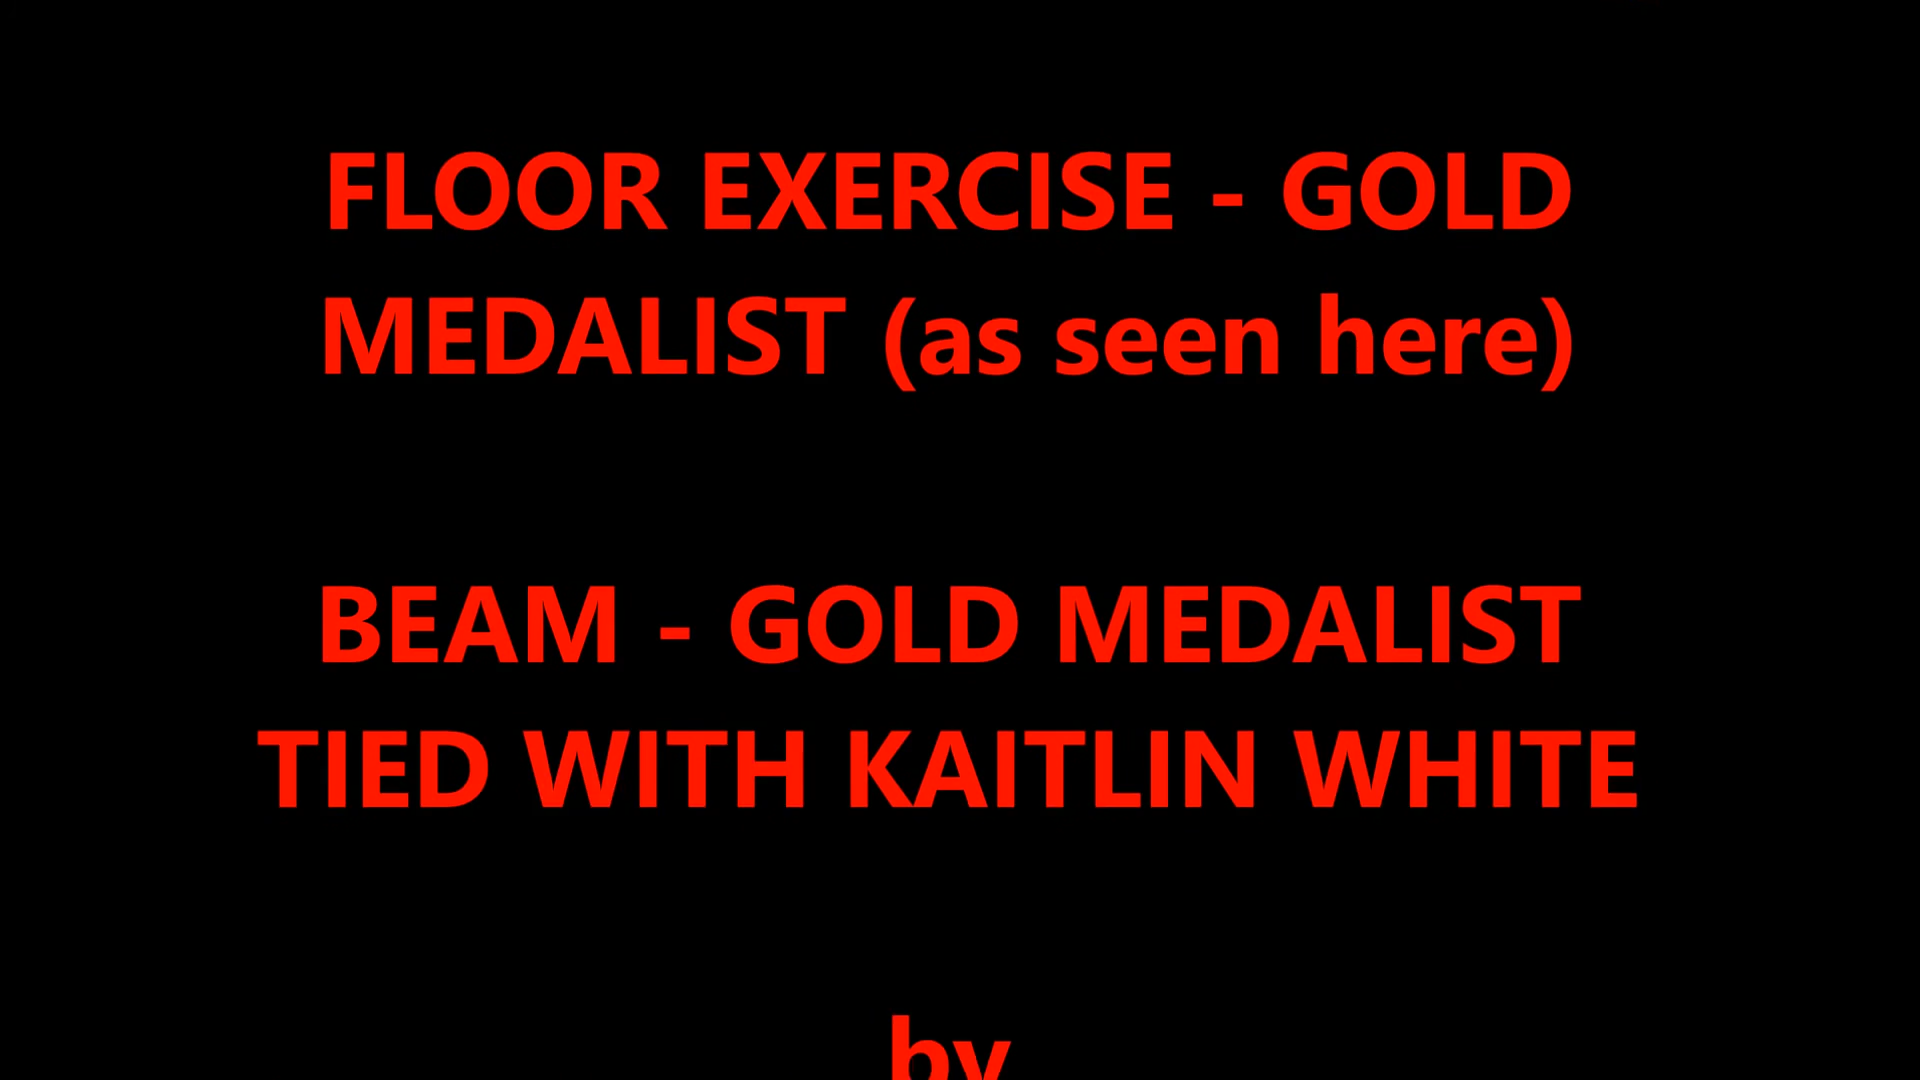 FLOOR EXERCISE - GOLD
MEDALIST (as seen here)
BEAM - GOLD MEDALIST
TIED WITH KAITLIN WHITE
by